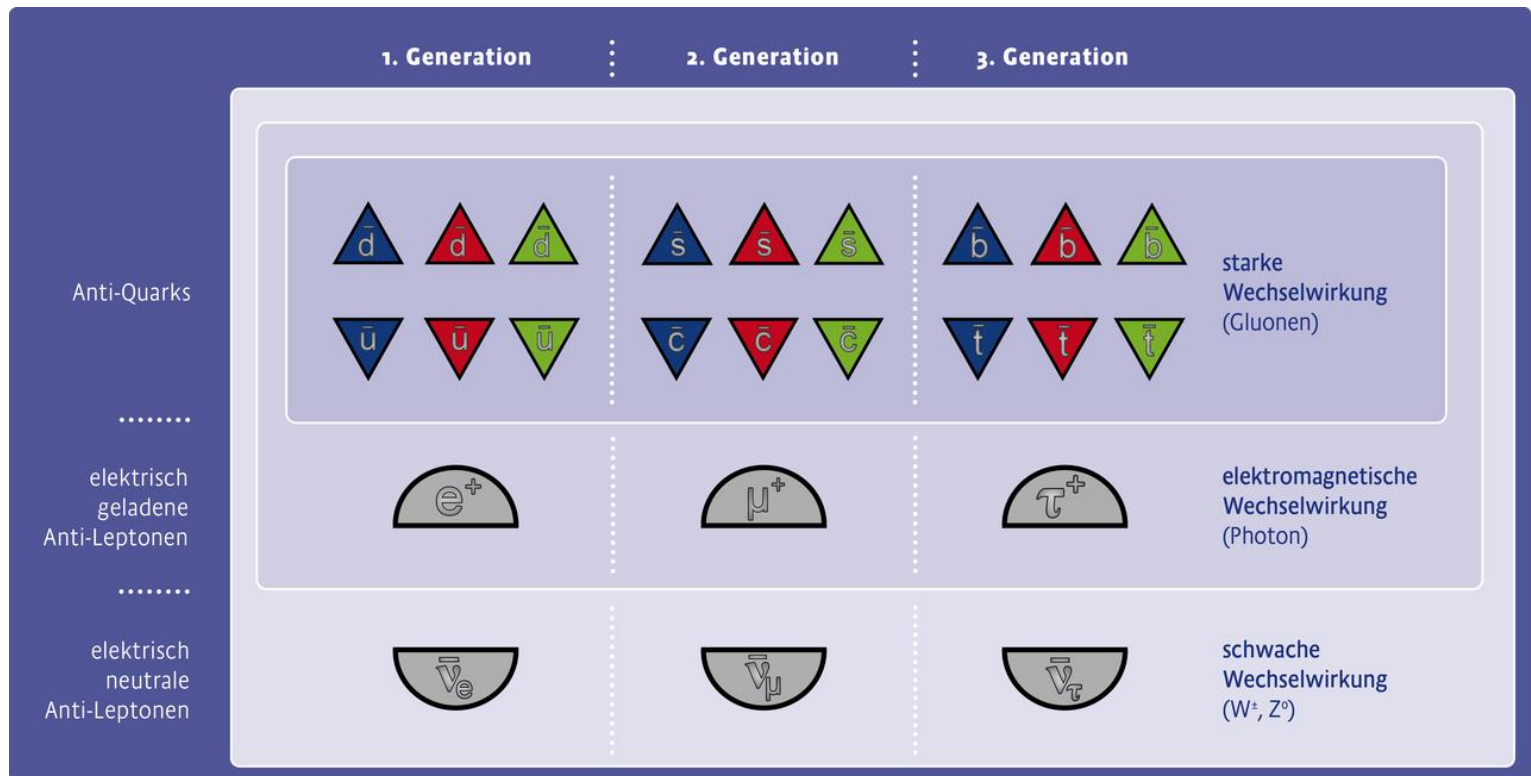 1. Generation 2. Generation 3. Generation
d̄ d̄ d̄ s̄ s̄ s̄ b̄ b̄ b̄
Anti-Quarks
starke
Wechselwirkung
(Gluonen)
ū ū ū c̄ c̄ c̄ t̄ t̄ t̄
elektrisch
geladene
Anti-Leptonen
e⁺ μ⁺ τ⁺
elektromagnetische
Wechselwirkung
(Photon)
elektrisch
neutrale
Anti-Leptonen
ν̄e ν̄μ ν̄τ
schwache
Wechselwirkung
(W±, Z⁰)